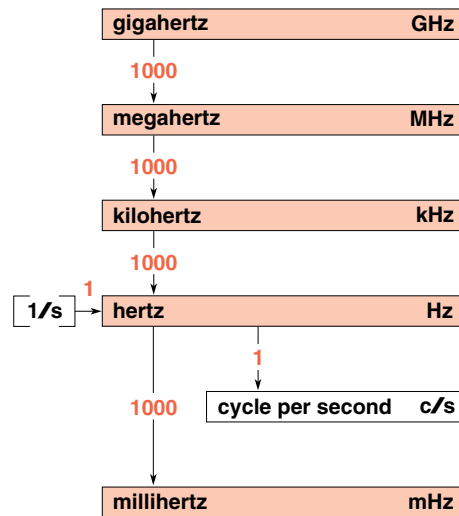 gigahertz GHz
1000
megahertz MHz
1000
kilohertz kHz
1000
1
1/s
hertz Hz
1
1000
cycle per second c/s
millihertz mHz